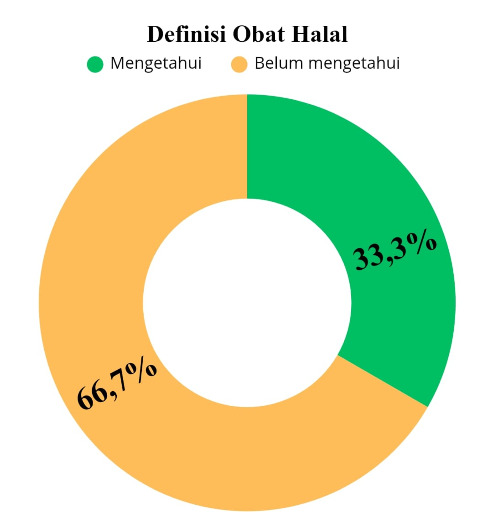 Definisi Obat Halal
Mengetahui Belum mengetahui
33,3%
66,7%